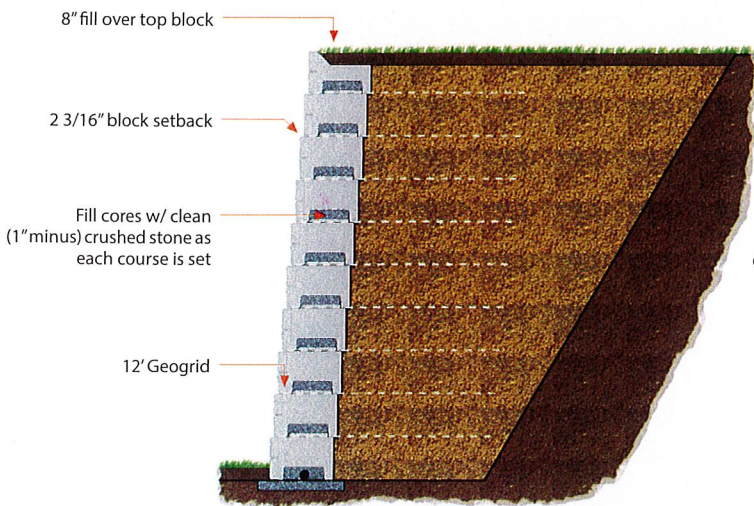 8" fill over top block
2 3/16" block setback
Fill cores w/ clean
(1" minus) crushed stone as
each course is set
12' Geogrid